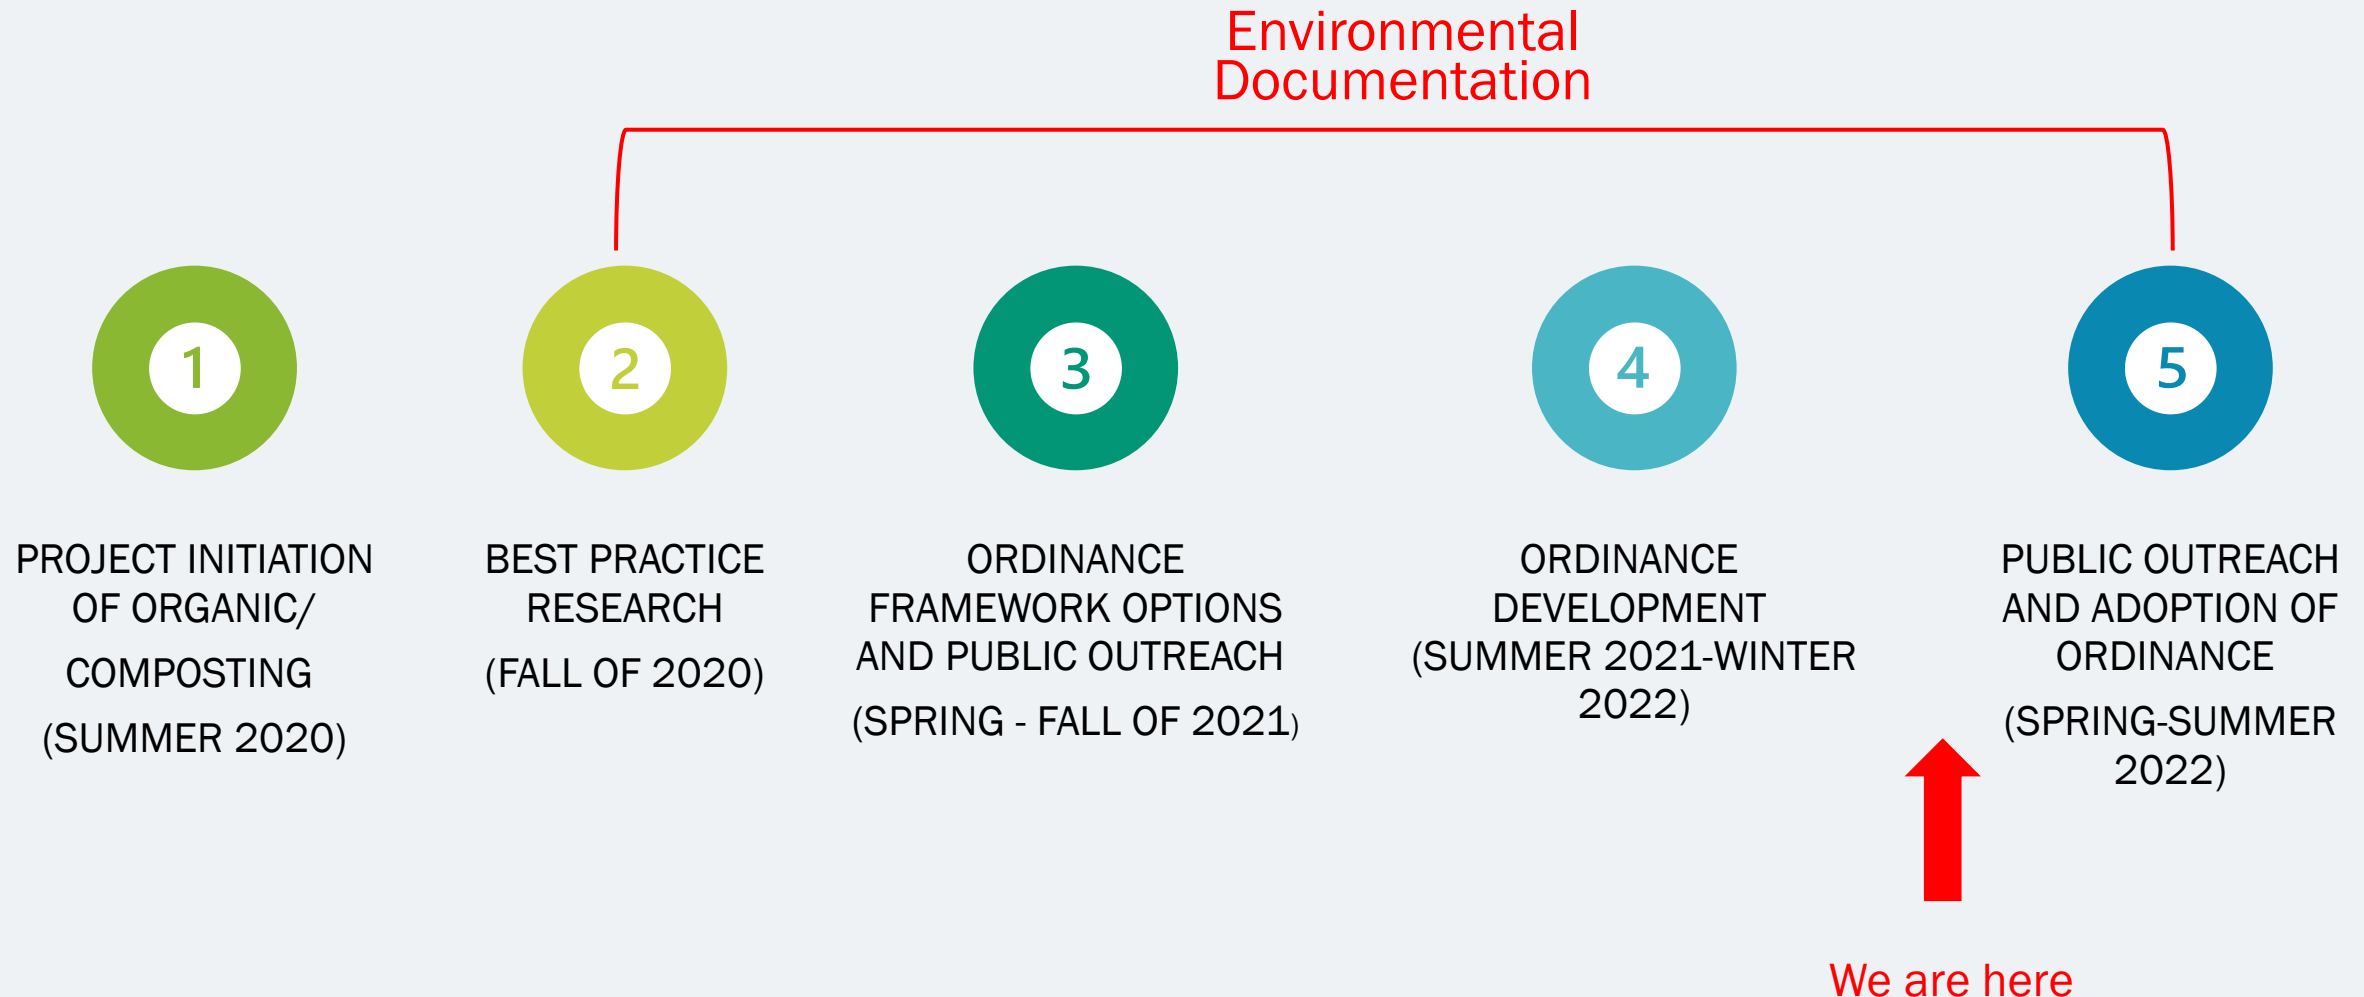 Environmental
Documentation
1
2
3
4
5
PROJECT INITIATION
OF ORGANIC/
COMPOSTING
(SUMMER 2020)
BEST PRACTICE
RESEARCH
(FALL OF 2020)
ORDINANCE
FRAMEWORK OPTIONS
AND PUBLIC OUTREACH
(SPRING - FALL OF 2021)
ORDINANCE
DEVELOPMENT
(SUMMER 2021-WINTER
2022)
PUBLIC OUTREACH
AND ADOPTION OF
ORDINANCE
(SPRING-SUMMER
2022)
We are here